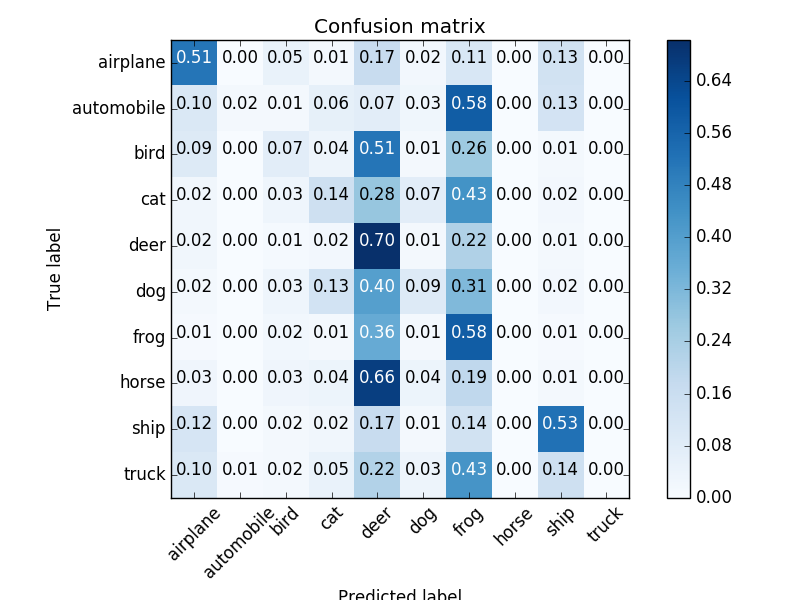 Confusion matrix
True label
airplane 0.51 0.00 0.05 0.01 0.17 0.02 0.11 0.00 0.13 0.00
automobile 0.10 0.02 0.01 0.06 0.07 0.03 0.58 0.00 0.13 0.00
bird 0.09 0.00 0.07 0.04 0.51 0.01 0.26 0.00 0.01 0.00
cat 0.02 0.00 0.03 0.14 0.28 0.07 0.43 0.00 0.02 0.00
deer 0.02 0.00 0.01 0.02 0.70 0.01 0.22 0.00 0.01 0.00
dog 0.02 0.00 0.03 0.13 0.40 0.09 0.31 0.00 0.02 0.00
frog 0.01 0.00 0.02 0.01 0.36 0.01 0.58 0.00 0.01 0.00
horse 0.03 0.00 0.03 0.04 0.66 0.04 0.19 0.00 0.01 0.00
ship 0.12 0.00 0.02 0.02 0.17 0.01 0.14 0.00 0.53 0.00
truck 0.10 0.01 0.02 0.05 0.22 0.03 0.43 0.00 0.14 0.00
airplane automobile bird cat deer dog frog horse ship truck
Predicted label
0.64
0.56
0.48
0.40
0.32
0.24
0.16
0.08
0.00